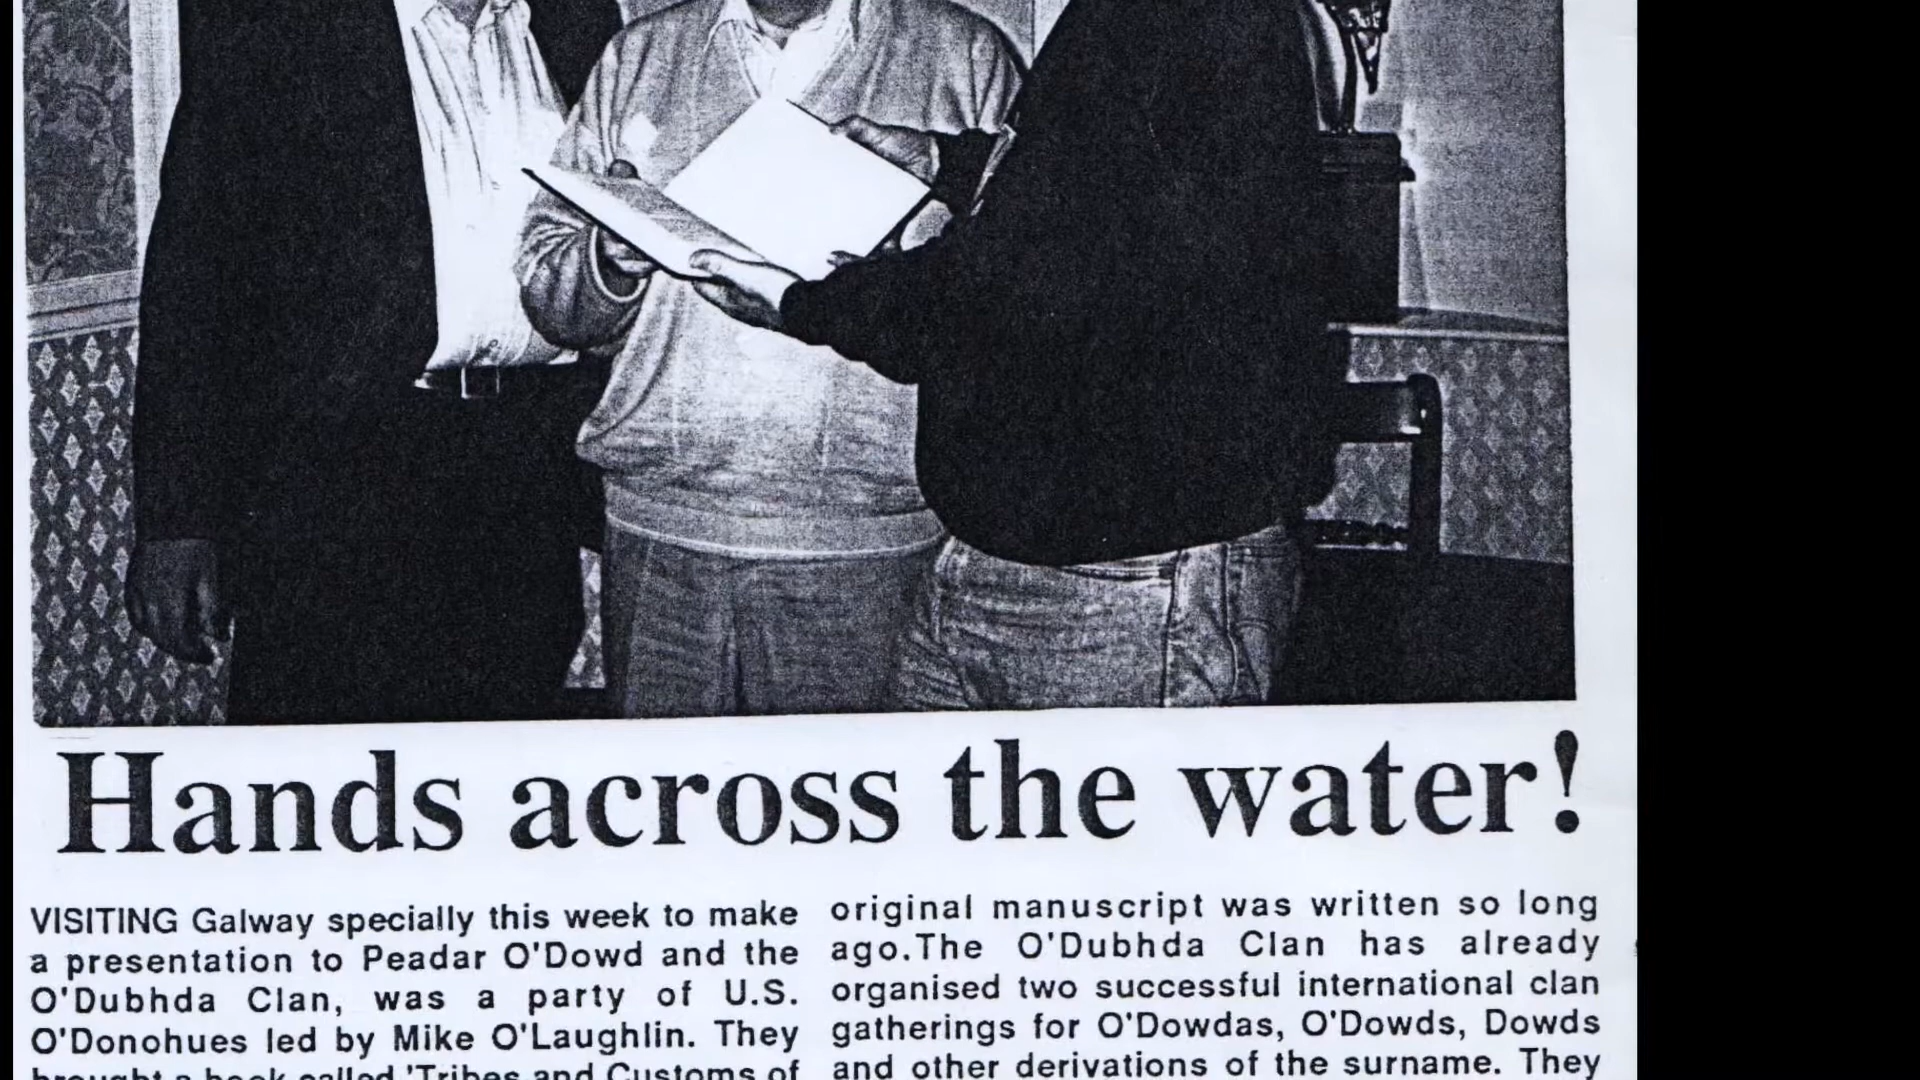 Hands across the water!
VISITING Galway specially this week to make
a presentation to Peadar O'Dowd and the
O'Dubhda Clan, was a party of U.S.
O'Donohues led by Mike O'Laughlin. They
brought a book called 'Tribes and Customs of
original manuscript was written so long
ago.The O'Dubhda Clan has already
organised two successful international clan
gatherings for O'Dowdas, O'Dowds, Dowds
and other derivations of the surname. They